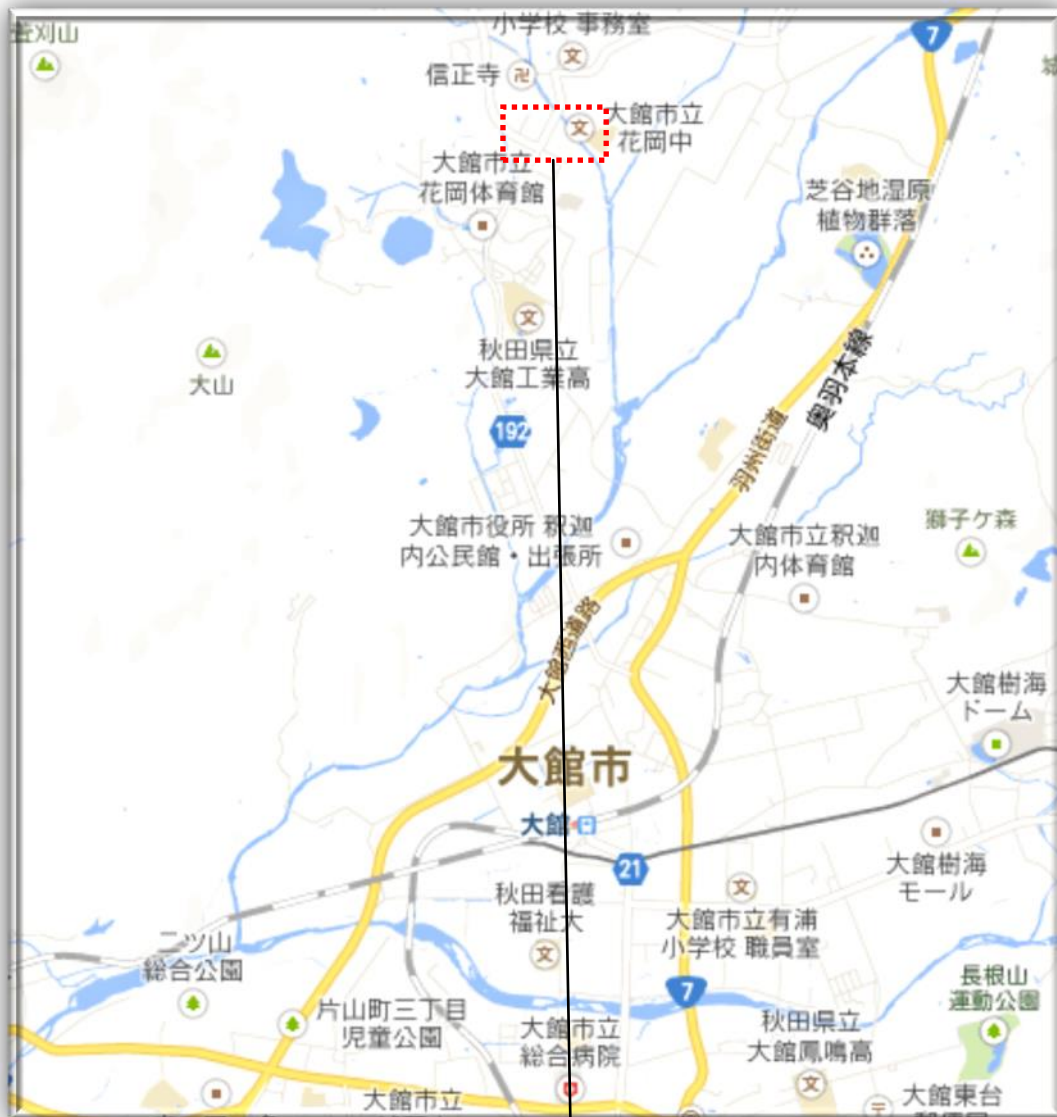 小学校 事務室
7
釜刈山
信正寺
大館市立
花岡中
大館市立
花岡体育館
芝谷地湿原
植物群落
秋田県立
大館工業高
大山
奥羽本線
192
羽州街道
大館市役所 釈迦
内公民館・出張所
大館市立釈迦
内体育館
獅子ケ森
大館西道路
大館樹海
ドーム
大館市
大館
21
大館樹海
モール
秋田看護
福祉大
大館市立有浦
小学校 職員室
二ツ山
総合公園
7
長根山
運動公園
片山町三丁目
児童公園
大館市立
総合病院
秋田県立
大館鳳鳴高
大館市立
大館東台